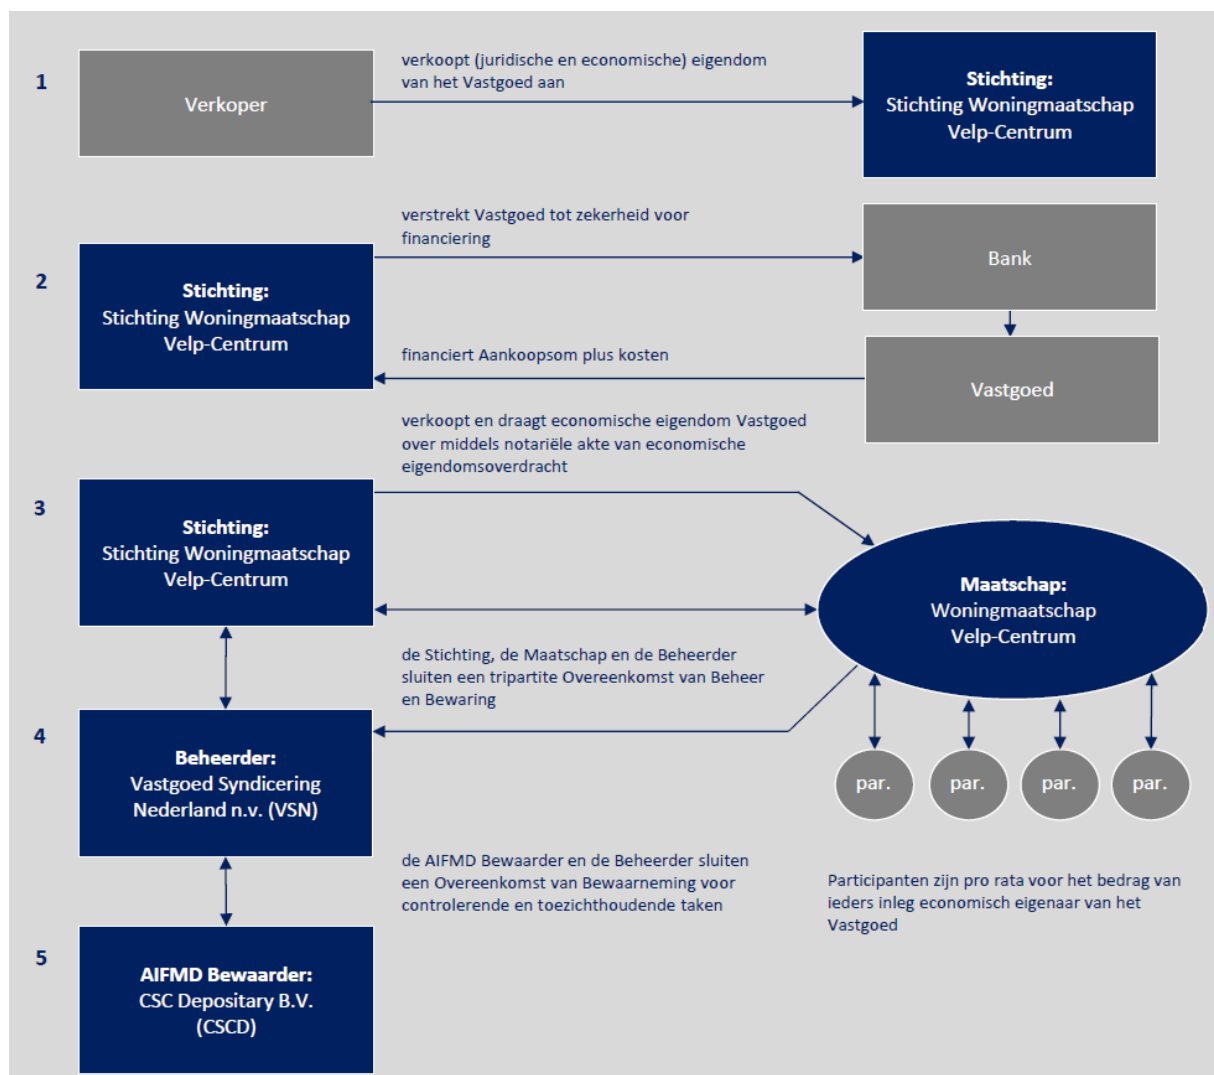 1
Verkoper
verkoopt (juridische en economische) eigendom
van het Vastgoed aan
Stichting:
Stichting Woningmaatschap
Velp-Centrum
2
Stichting:
Stichting Woningmaatschap
Velp-Centrum
verstrekt Vastgoed tot zekerheid voor
financiering
Bank
financiert Aankoopsom plus kosten
Vastgoed
3
Stichting:
Stichting Woningmaatschap
Velp-Centrum
verkoopt en draagt economische eigendom Vastgoed
over middels notariële akte van economische
eigendomsoverdracht
Maatschap:
Woningmaatschap
Velp-Centrum
de Stichting, de Maatschap en de Beheerder
sluiten een tripartite Overeenkomst van Beheer
en Bewaring
4
Beheerder:
Vastgoed Syndicering
Nederland n.v. (VSN)
par.
par.
par.
par.
de AIFMD Bewaarder en de Beheerder sluiten
een Overeenkomst van Bewaarneming voor
controlerende en toezichthoudende taken
Participanten zijn pro rata voor het bedrag van
ieders inleg economisch eigenaar van het
Vastgoed
5
AIFMD Bewaarder:
CSC Depositary B.V.
(CSCD)